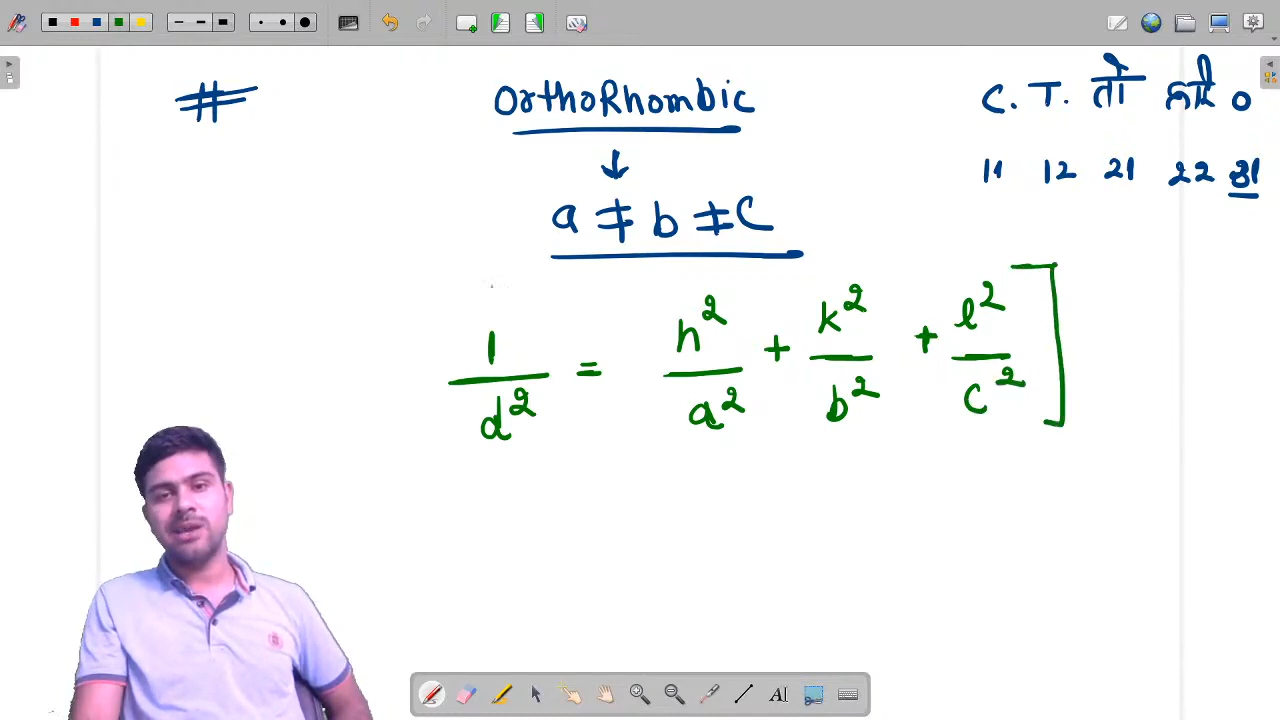 OrthoRhombic
C. T. तो
11 12 21 22 31
↓
a ≠ b ≠ C
1/d² = h²/a² + k²/b² + l²/c² ]